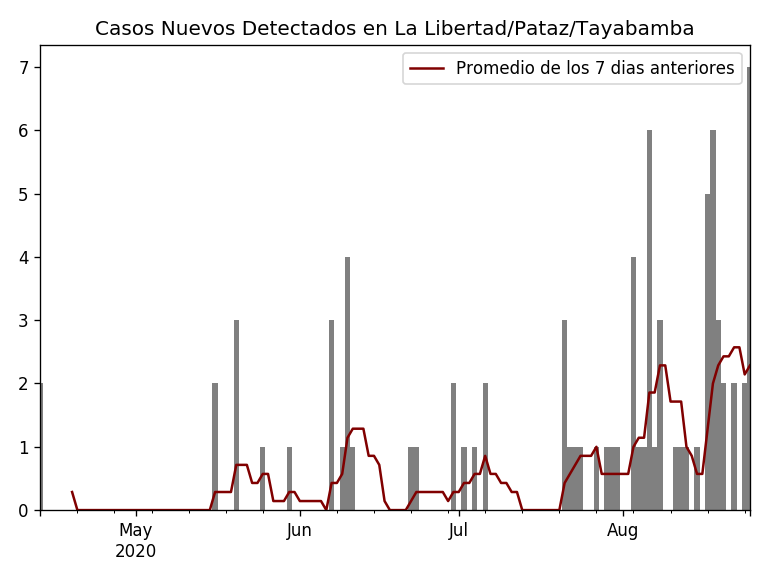 Casos Nuevos Detectados en La Libertad/Pataz/Tayabamba
Promedio de los 7 dias anteriores
7
6
5
4
3
2
1
0
May
2020
Jun
Jul
Aug